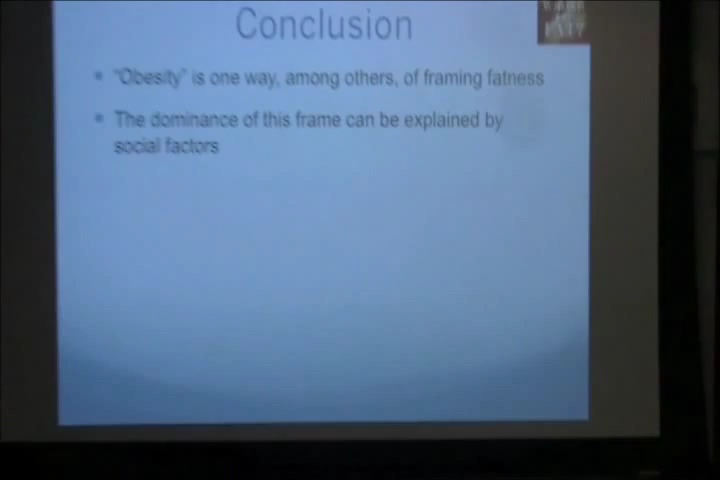 Conclusion
"Obesity" is one way, among others, of framing fatness
The dominance of this frame can be explained by
social factors